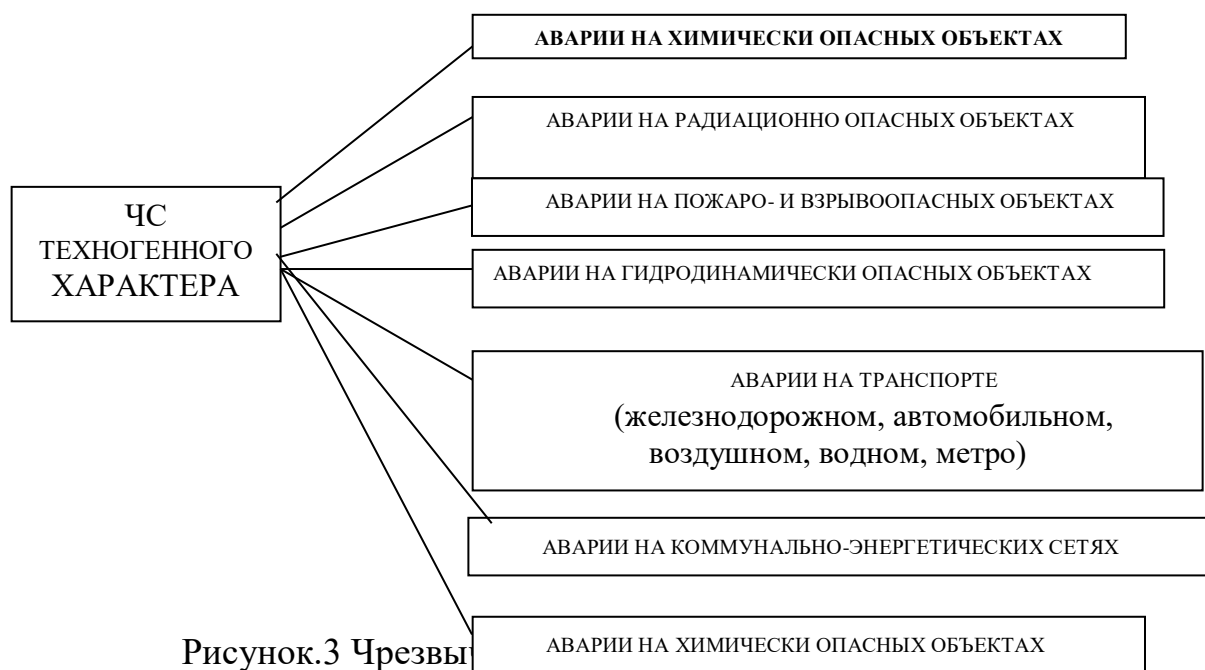 АВАРИИ НА ХИМИЧЕСКИ ОПАСНЫХ ОБЪЕКТАХ
АВАРИИ НА РАДИАЦИОННО ОПАСНЫХ ОБЪЕКТАХ
ЧС
ТЕХНОГЕННОГО
ХАРАКТЕРА
АВАРИИ НА ПОЖАРО- И ВЗРЫВООПАСНЫХ ОБЪЕКТАХ
АВАРИИ НА ГИДРОДИНАМИЧЕСКИ ОПАСНЫХ ОБЪЕКТАХ
АВАРИИ НА ТРАНСПОРТЕ
(железнодорожном, автомобильном,
воздушном, водном, метро)
АВАРИИ НА КОММУНАЛЬНО-ЭНЕРГЕТИЧЕСКИХ СЕТЯХ
АВАРИИ НА ХИМИЧЕСКИ ОПАСНЫХ ОБЪЕКТАХ
Рисунок.3